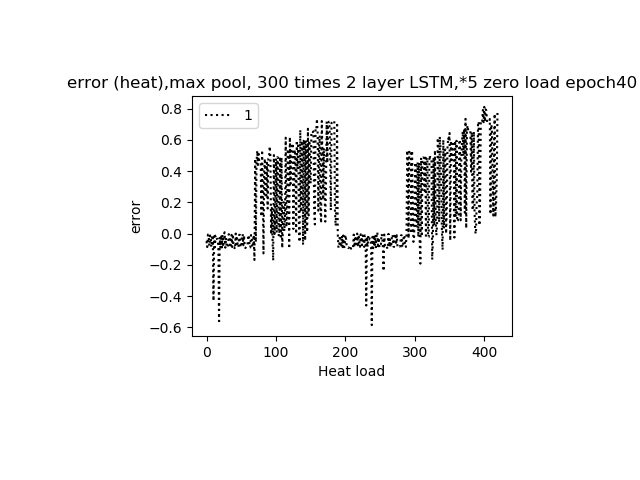 error (heat),max pool, 300 times 2 layer LSTM,*5 zero load epoch40
1
0.8
0.6
0.4
0.2
0.0
−0.2
−0.4
−0.6
error
0 100 200 300 400
Heat load